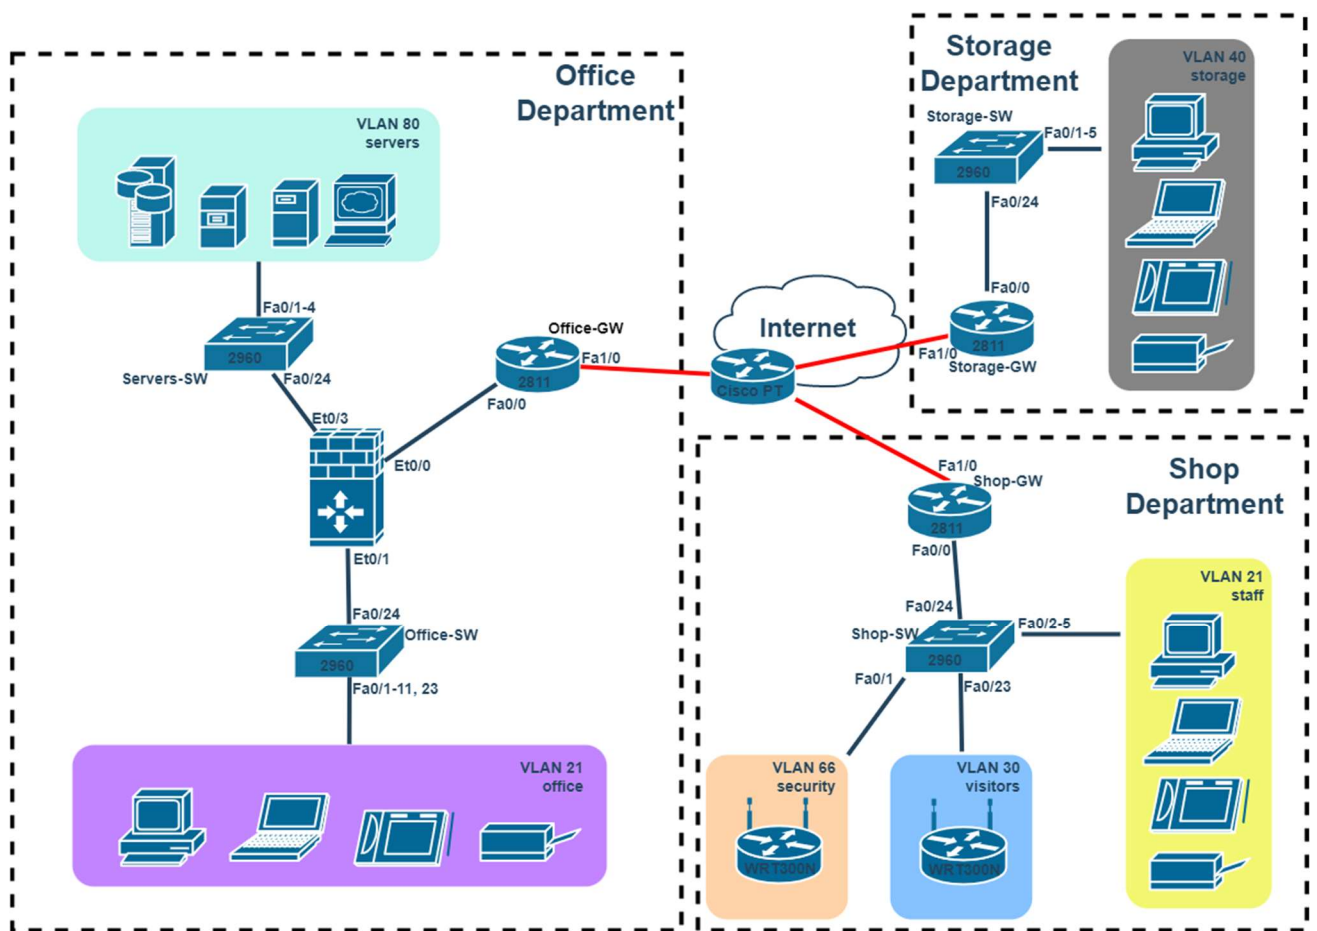 Office
Department
VLAN 80
servers
Fa0/1-4
2960
Servers-SW
Fa0/24
Et0/3
Office-GW
Fa1/0
2811
Fa0/0
Et0/0
Et0/1
Fa0/24
Office-SW
2960
Fa0/1-11, 23
VLAN 21
office
Internet
Cisco PT
Storage
Department
Storage-SW
Fa0/1-5
2960
Fa0/24
VLAN 40
storage
Fa0/0
Fa1/0
2811
Storage-GW
Shop
Department
Fa1/0
Shop-GW
2811
Fa0/0
Fa0/24
Shop-SW
Fa0/2-5
2960
Fa0/1
Fa0/23
VLAN 21
staff
VLAN 66
security
WRT300N
VLAN 30
visitors
WRT300N